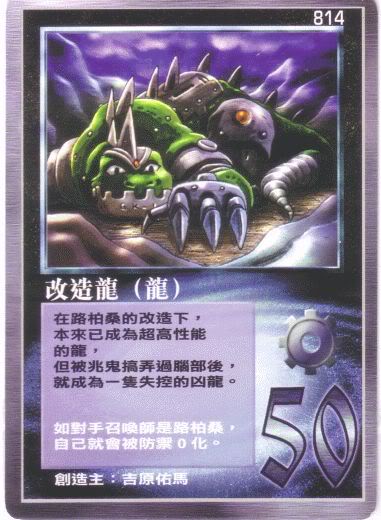 814
改造龍（龍）
在路柏桑的改造下，
本來已成為超高性能
的龍，
但被兆鬼搞弄過腦部後，
就成為一隻失控的凶龍。
如對手召喚師是路柏桑，
自己就會被防禦０化。
創造主：吉原佑馬
50